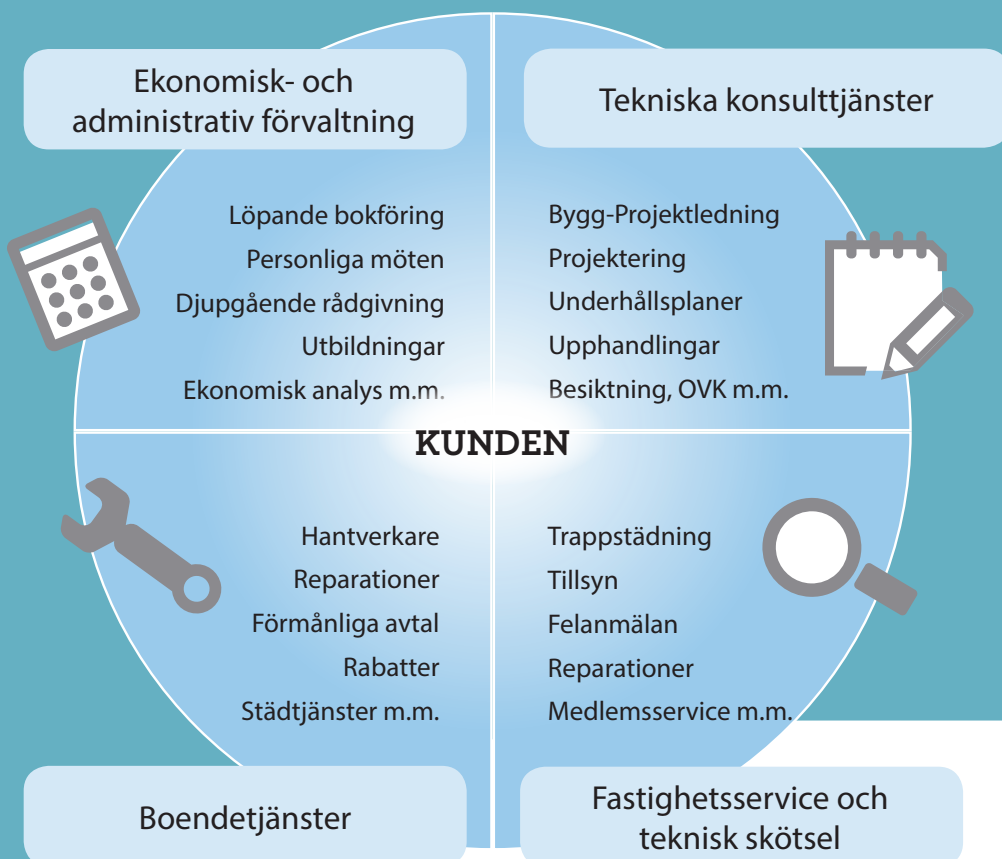 Ekonomisk- och
administrativ förvaltning
Löpande bokföring
Personliga möten
Djupgående rådgivning
Utbildningar
Ekonomisk analys m.m.
Tekniska konsulttjänster
Bygg-Projektledning
Projektering
Underhållsplaner
Upphandlingar
Besiktning, OVK m.m.
KUNDEN
Hantverkare
Reparationer
Förmånliga avtal
Rabatter
Städtjänster m.m.
Boendetjänster
Trappstädning
Tillsyn
Felanmälan
Reparationer
Medlemsservice m.m.
Fastighetsservice och
teknisk skötsel